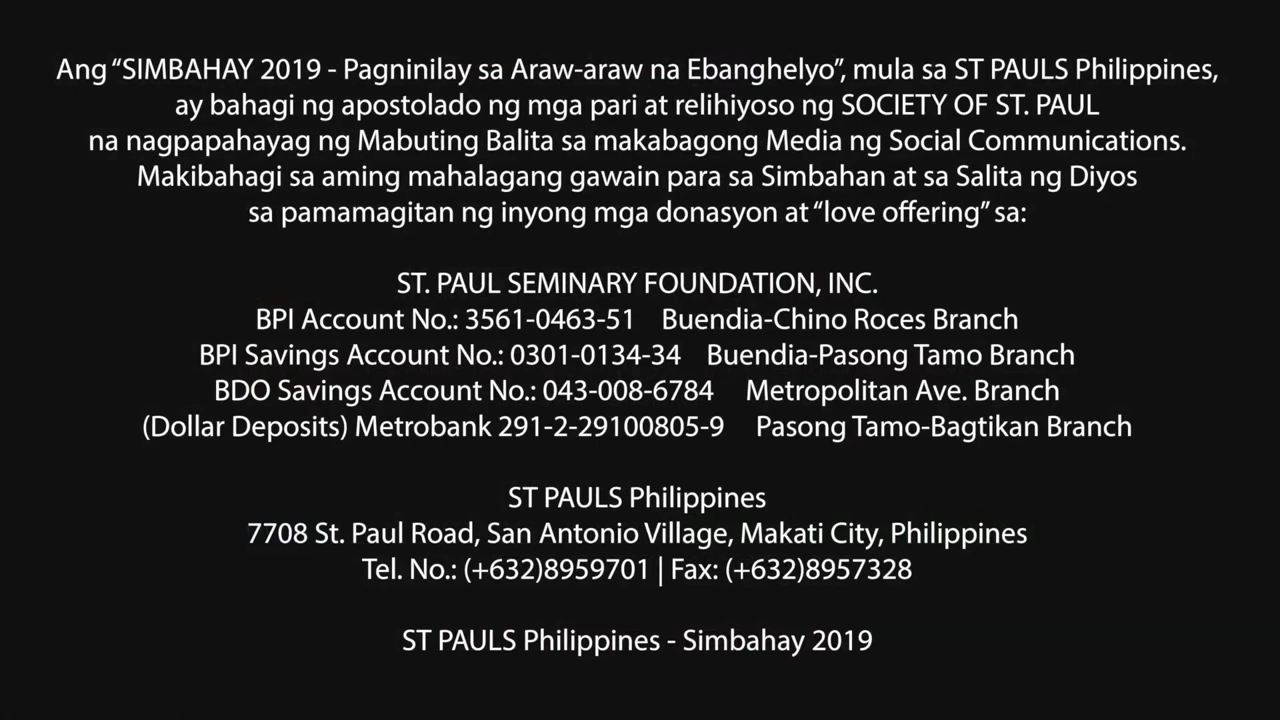 Ang “SIMBAHAY 2019 - Pagninilay sa Araw-araw na Ebanghelyo”, mula sa ST PAULS Philippines,
ay bahagi ng apostolado ng mga pari at relihiyoso ng SOCIETY OF ST. PAUL
na nagpapahayag ng Mabuting Balita sa makabagong Media ng Social Communications.
Makibahagi sa aming mahalagang gawain para sa Simbahan at sa Salita ng Diyos
sa pamamagitan ng inyong mga donasyon at “love offering” sa:
ST. PAUL SEMINARY FOUNDATION, INC.
BPI Account No.: 3561-0463-51 Buendia-Chino Roces Branch
BPI Savings Account No.: 0301-0134-34 Buendia-Pasong Tamo Branch
BDO Savings Account No.: 043-008-6784 Metropolitan Ave. Branch
(Dollar Deposits) Metrobank 291-2-29100805-9 Pasong Tamo-Bagtikan Branch
ST PAULS Philippines
7708 St. Paul Road, San Antonio Village, Makati City, Philippines
Tel. No.: (+632)8959701 | Fax: (+632)8957328
ST PAULS Philippines - Simbahay 2019